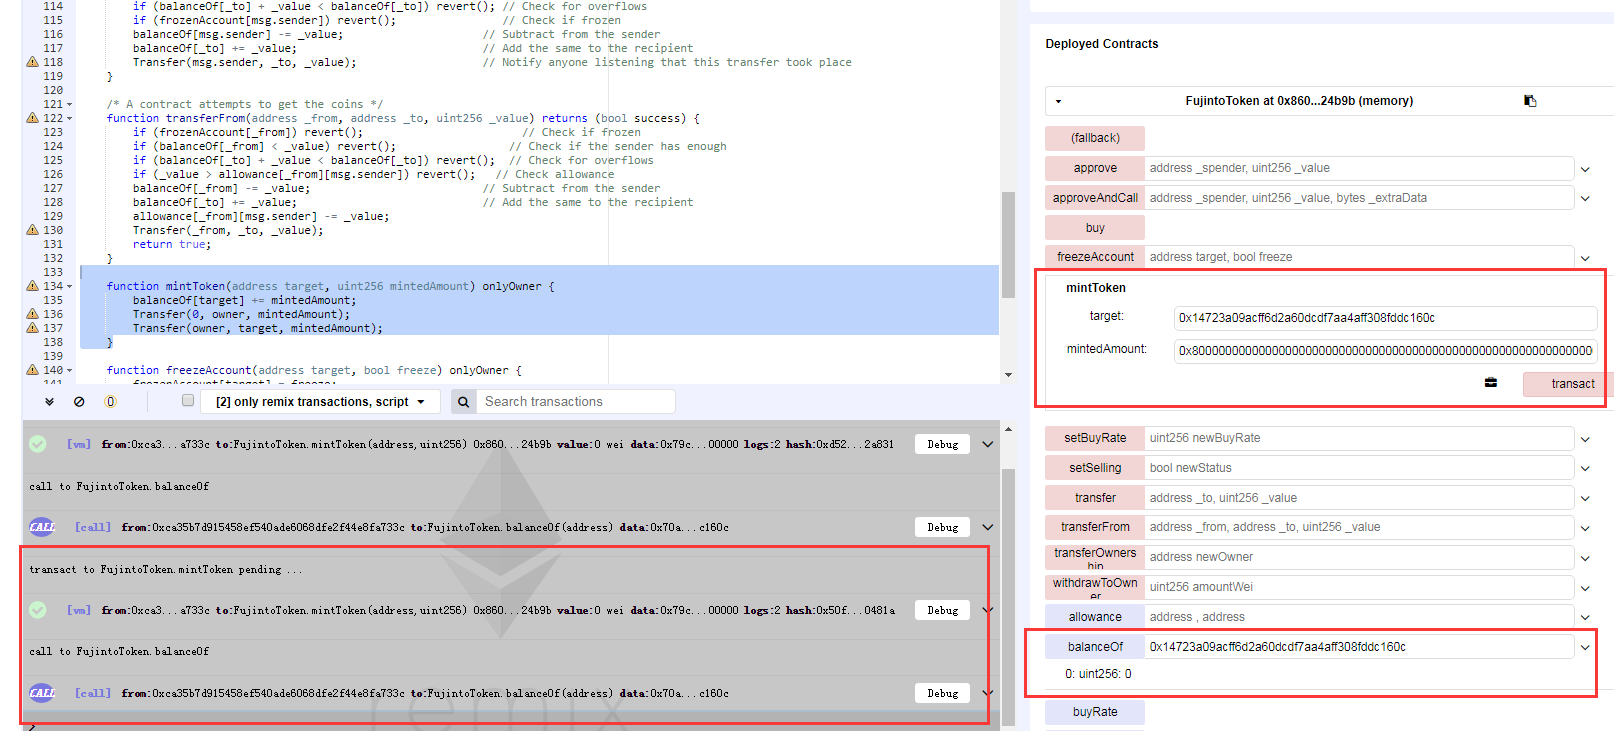 114 if (balanceOf[_to] + _value < balanceOf[_to]) revert(); // Check for overflows
115 if (frozenAccount[msg.sender]) revert(); // Check if frozen
116 balanceOf[msg.sender] -= _value; // Subtract from the sender
117 balanceOf[_to] += _value; // Add the same to the recipient
118 Transfer(msg.sender, _to, _value); // Notify anyone listening that this transfer took place
119 }
120
121 /* A contract attempts to get the coins */
122 function transferFrom(address _from, address _to, uint256 _value) returns (bool success) {
123 if (frozenAccount[_from]) revert(); // Check if frozen
124 if (balanceOf[_from] < _value) revert(); // Check if the sender has enough
125 if (balanceOf[_to] + _value < balanceOf[_to]) revert(); // Check for overflows
126 if (_value > allowance[_from][msg.sender]) revert(); // Check allowance
127 balanceOf[_from] -= _value; // Subtract from the sender
128 balanceOf[_to] += _value; // Add the same to the recipient
129 allowance[_from][msg.sender] -= _value;
130 Transfer(_from, _to, _value);
131 return true;
132 }
133
134 function mintToken(address target, uint256 mintedAmount) onlyOwner {
135 balanceOf[target] += mintedAmount;
136 Transfer(0, owner, mintedAmount);
137 Transfer(owner, target, mintedAmount);
138 }
139
140 function freezeAccount(address target, bool freeze) onlyOwner {
141 frozenAccount[target] = freeze;
0 [2] only remix transactions, script Search transactions
[vm] from:0xca3...a733c to:FujintoToken.mintToken(address,uint256) 0x860...24b9b value:0 wei data:0x79c...00000 logs:2 hash:0xd52...2a831 Debug
call to FujintoToken.balanceOf
CALL [call] from:0xca35b7d915458ef540ade6068dfe2f44e8fa733c to:FujintoToken.balanceOf(address) data:0x70a...c160c Debug
transact to FujintoToken.mintToken pending ...
[vm] from:0xca3...a733c to:FujintoToken.mintToken(address,uint256) 0x860...24b9b value:0 wei data:0x79c...00000 logs:2 hash:0x50f...0481a Debug
call to FujintoToken.balanceOf
CALL [call] from:0xca35b7d915458ef540ade6068dfe2f44e8fa733c to:FujintoToken.balanceOf(address) data:0x70a...c160c Debug
remix
>
Deployed Contracts
FujintoToken at 0x860...24b9b (memory)
(fallback)
approve address _spender, uint256 _value
approveAndCall address _spender, uint256 _value, bytes _extraData
buy
freezeAccount address target, bool freeze
mintToken
target: 0x14723a09acff6d2a60dcdf7aa4aff308fddc160c
mintedAmount:
transact
setBuyRate uint256 newBuyRate
setSelling bool newStatus
transfer address _to, uint256 _value
transferFrom address _from, address _to, uint256 _value
transferOwnership address newOwner
withdrawToOwner uint256 amountWei
allowance address , address
balanceOf 0x14723a09acff6d2a60dcdf7aa4aff308fddc160c
0: uint256: 0
buyRate